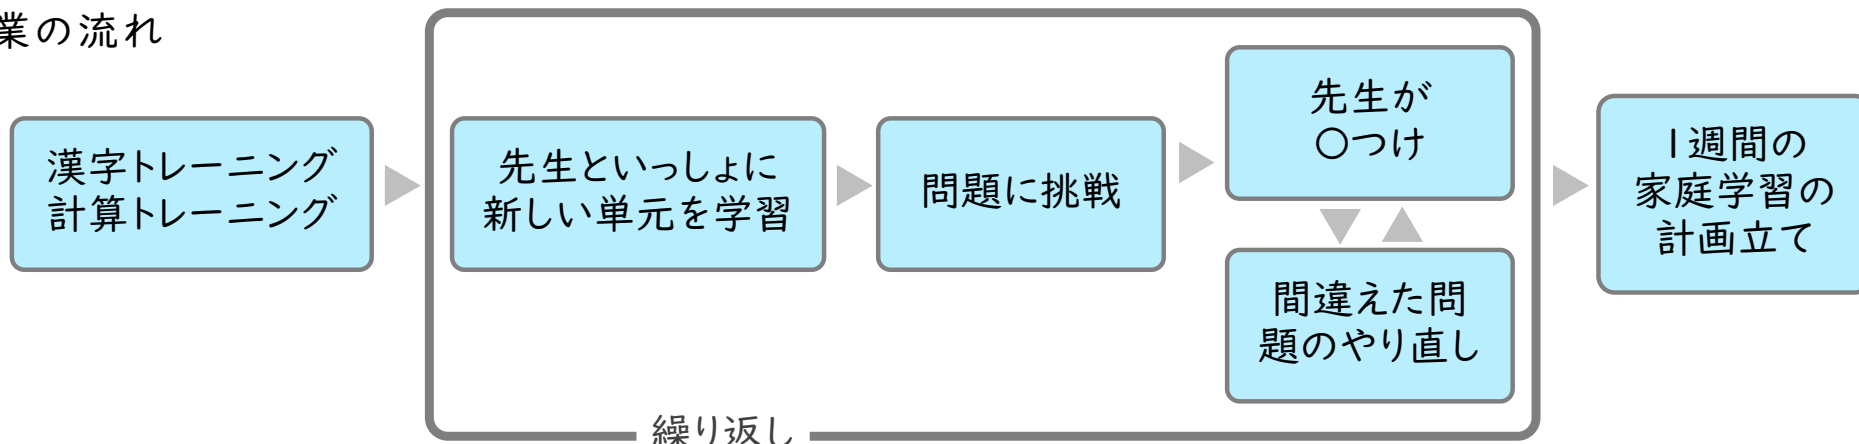 業の流れ
漢字トレーニング
計算トレーニング
先生といっしょに
新しい単元を学習
問題に挑戦
先生が
〇つけ
間違えた問
題のやり直し
1週間の
家庭学習の
計画立て
繰り返し